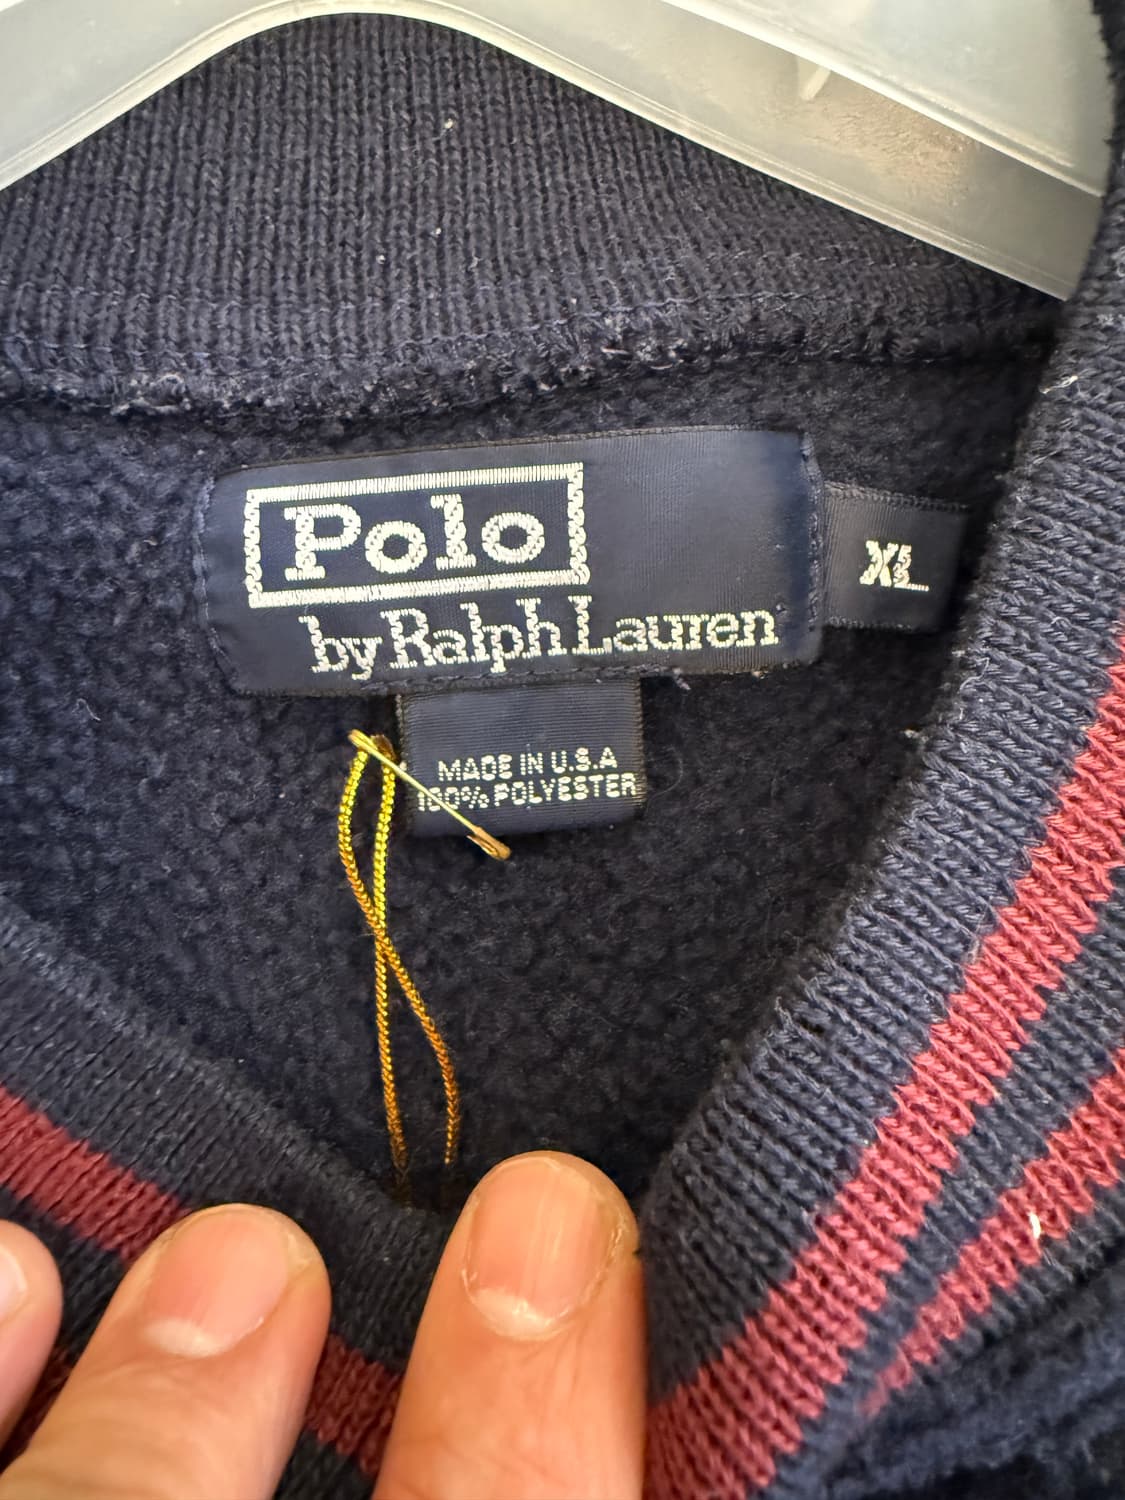 Polo
by Ralph Lauren
XL
MADE IN U.S.A
100% POLYESTER